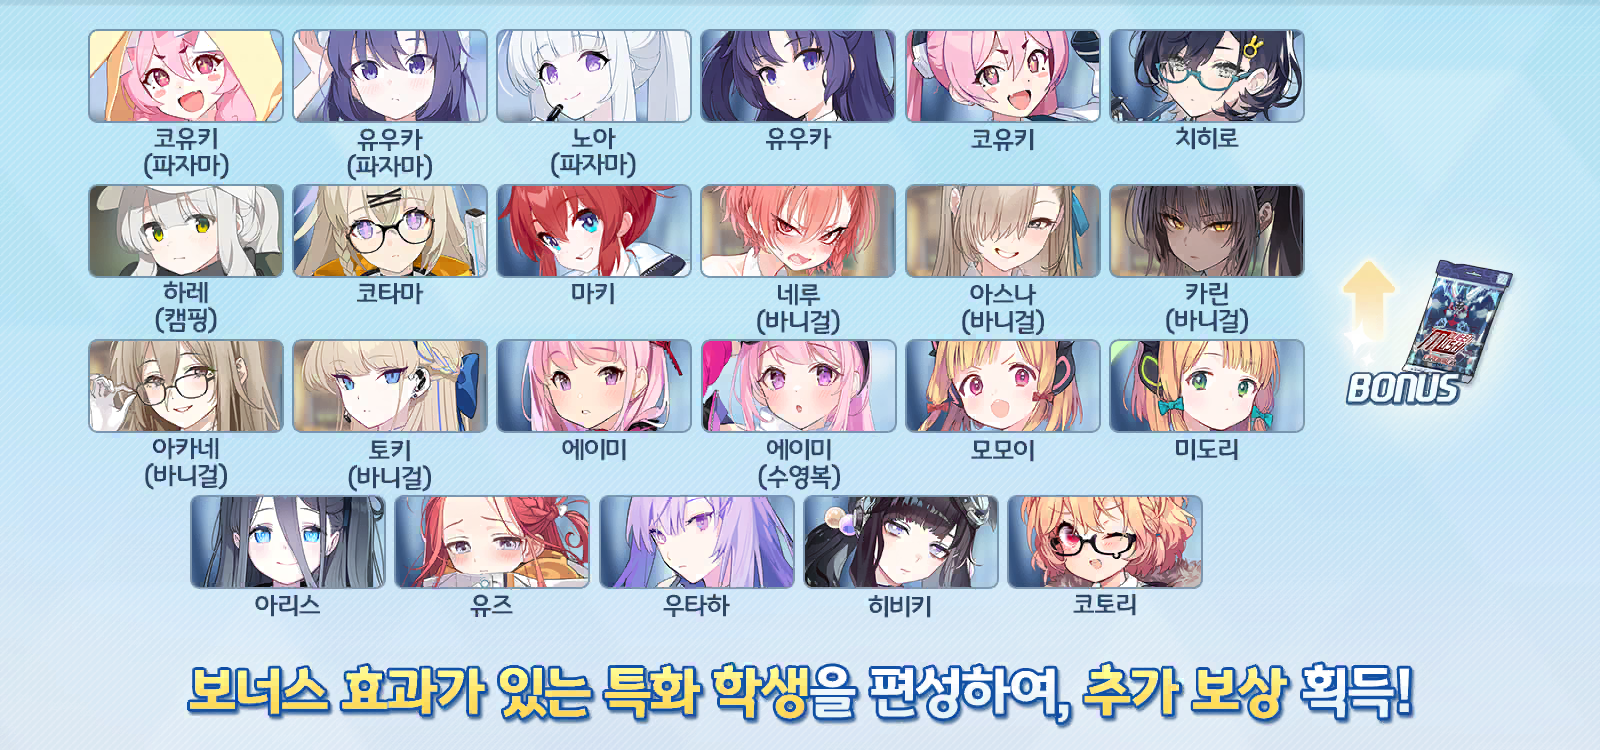 코유키
(파자마)
유우카
(파자마)
노아
(파자마)
유우카
코유키
치히로
하레
(캠핑)
코타마
마키
네루
(바니걸)
아스나
(바니걸)
카린
(바니걸)
BONUS
아카네
(바니걸)
토키
(바니걸)
에이미
에이미
(수영복)
모모이
미도리
아리스
유즈
우타하
히비키
코토리
보너스 효과가 있는 특화 학생을 편성하여, 추가 보상 획득!